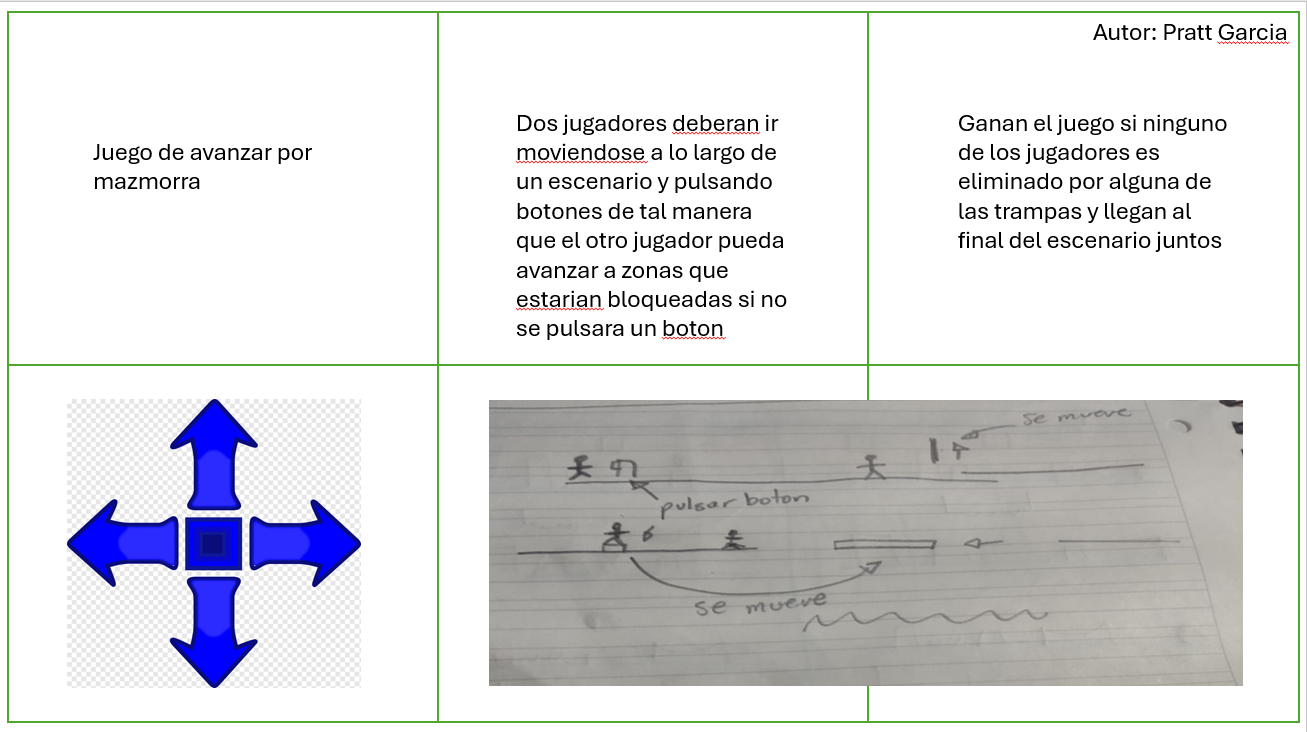 Autor: Pratt Garcia
Juego de avanzar por
mazmorra
Dos jugadores deberan ir
moviendose a lo largo de
un escenario y pulsando
botones de tal manera
que el otro jugador pueda
avanzar a zonas que
estarian bloqueadas si no
se pulsara un boton
Ganan el juego si ninguno
de los jugadores es
eliminado por alguna de
las trampas y llegan al
final del escenario juntos
se mueve
pulsar boton
se mueve